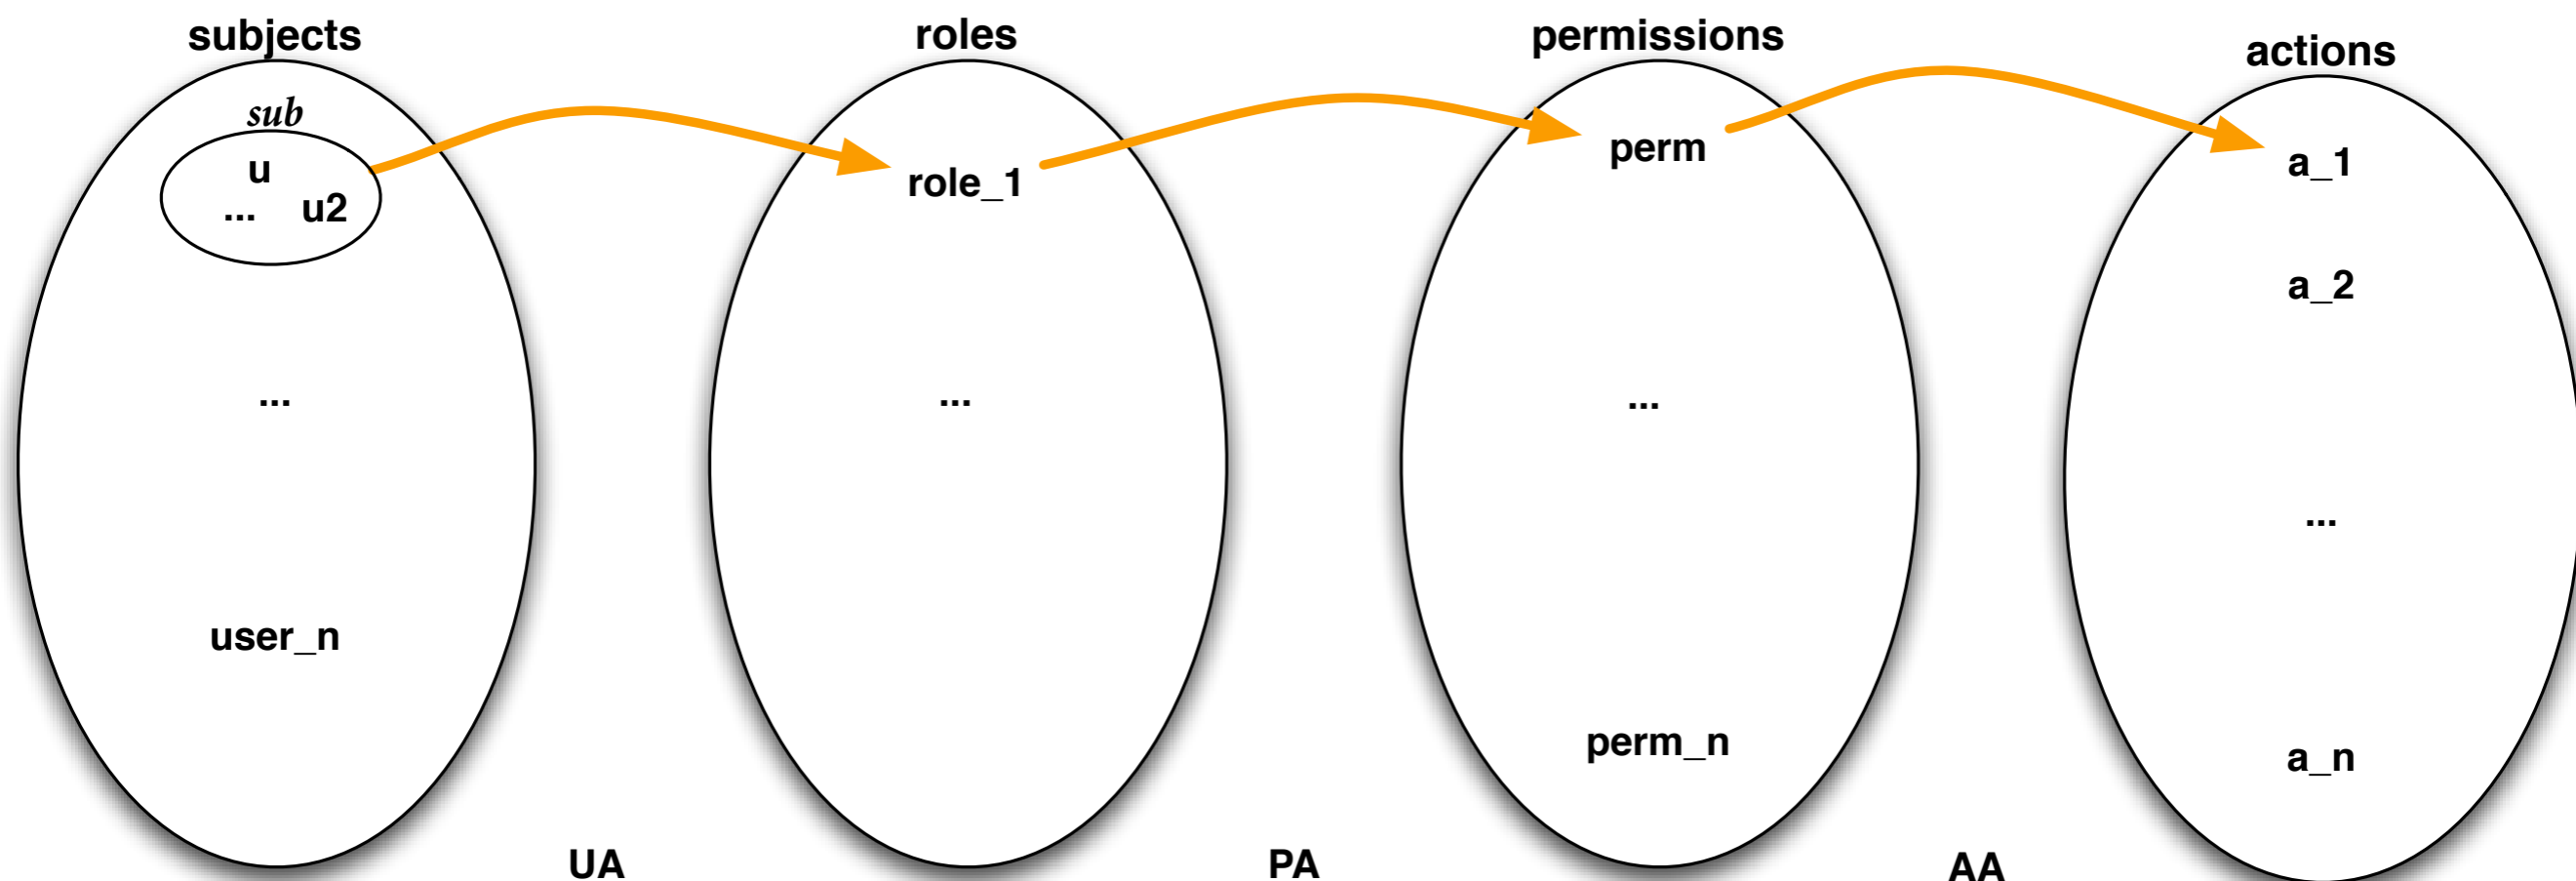 subjects
roles
permissions
actions
sub
u
... u2
role_1
perm
a_1
a_2
...
...
...
...
user_n
perm_n
a_n
UA
PA
AA